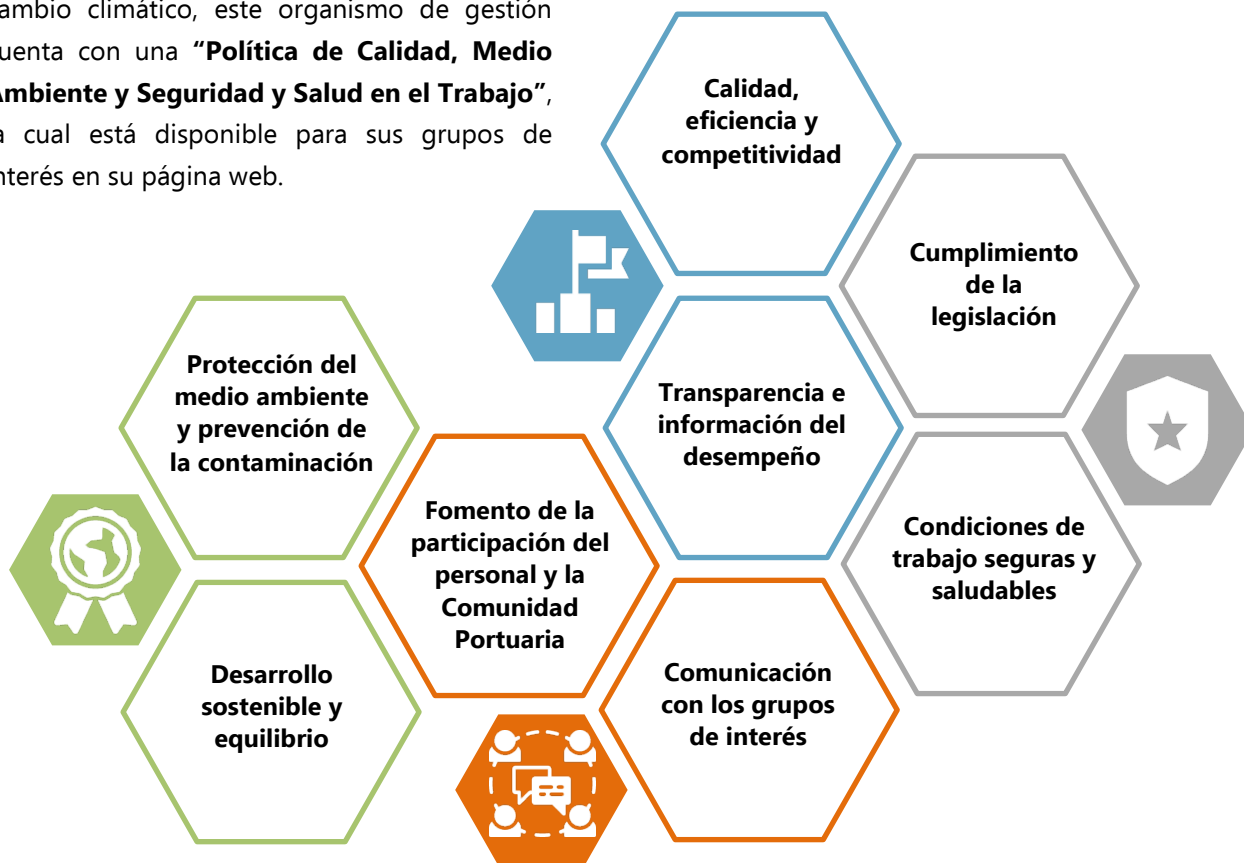 ambio climático, este organismo de gestión
uenta con una “Política de Calidad, Medio
Ambiente y Seguridad y Salud en el Trabajo”,
a cual está disponible para sus grupos de
nterés en su página web.
Calidad,
eficiencia y
competitividad
Cumplimiento
de la
legislación
Protección del
medio ambiente
y prevención de
la contaminación
Transparencia e
información del
desempeño
Fomento de la
participación del
personal y la
Comunidad
Portuaria
Condiciones de
trabajo seguras y
saludables
Desarrollo
sostenible y
equilibrio
Comunicación
con los grupos
de interés